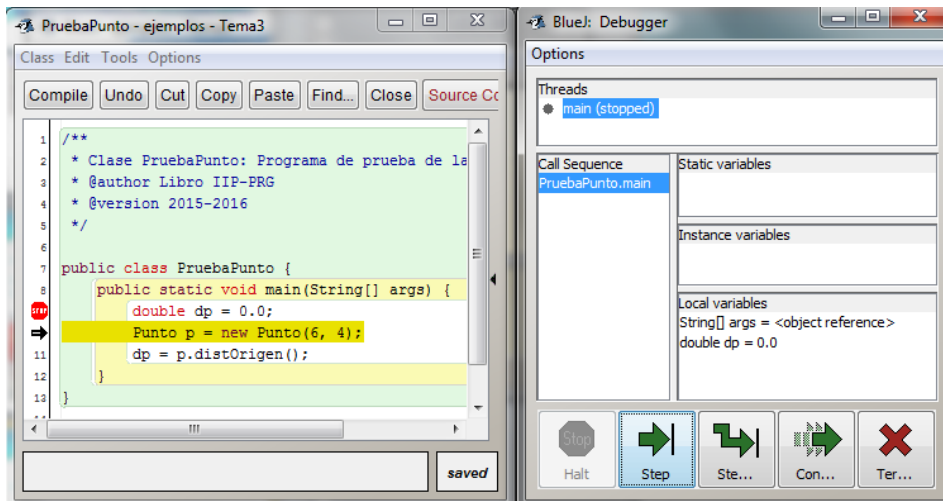 PruebaPunto - ejemplos - Tema3
Class Edit Tools Options
Compile Undo Cut Copy Paste Find... Close Source Co
1 /**
2 * Clase PruebaPunto: Programa de prueba de la
3 * @author Libro IIP-PRG
4 * @version 2015-2016
5 */
6
7 public class PruebaPunto {
8 public static void main(String[] args) {
STOP double dp = 0.0;
Punto p = new Punto(6, 4);
11 dp = p.distOrigen();
12 }
13 }
saved
BlueJ: Debugger
Options
Threads
main (stopped)
Call Sequence
PruebaPunto.main
Static variables
Instance variables
Local variables
String[] args = <object reference>
double dp = 0.0
Stop
Halt Step Ste... Con... Ter...